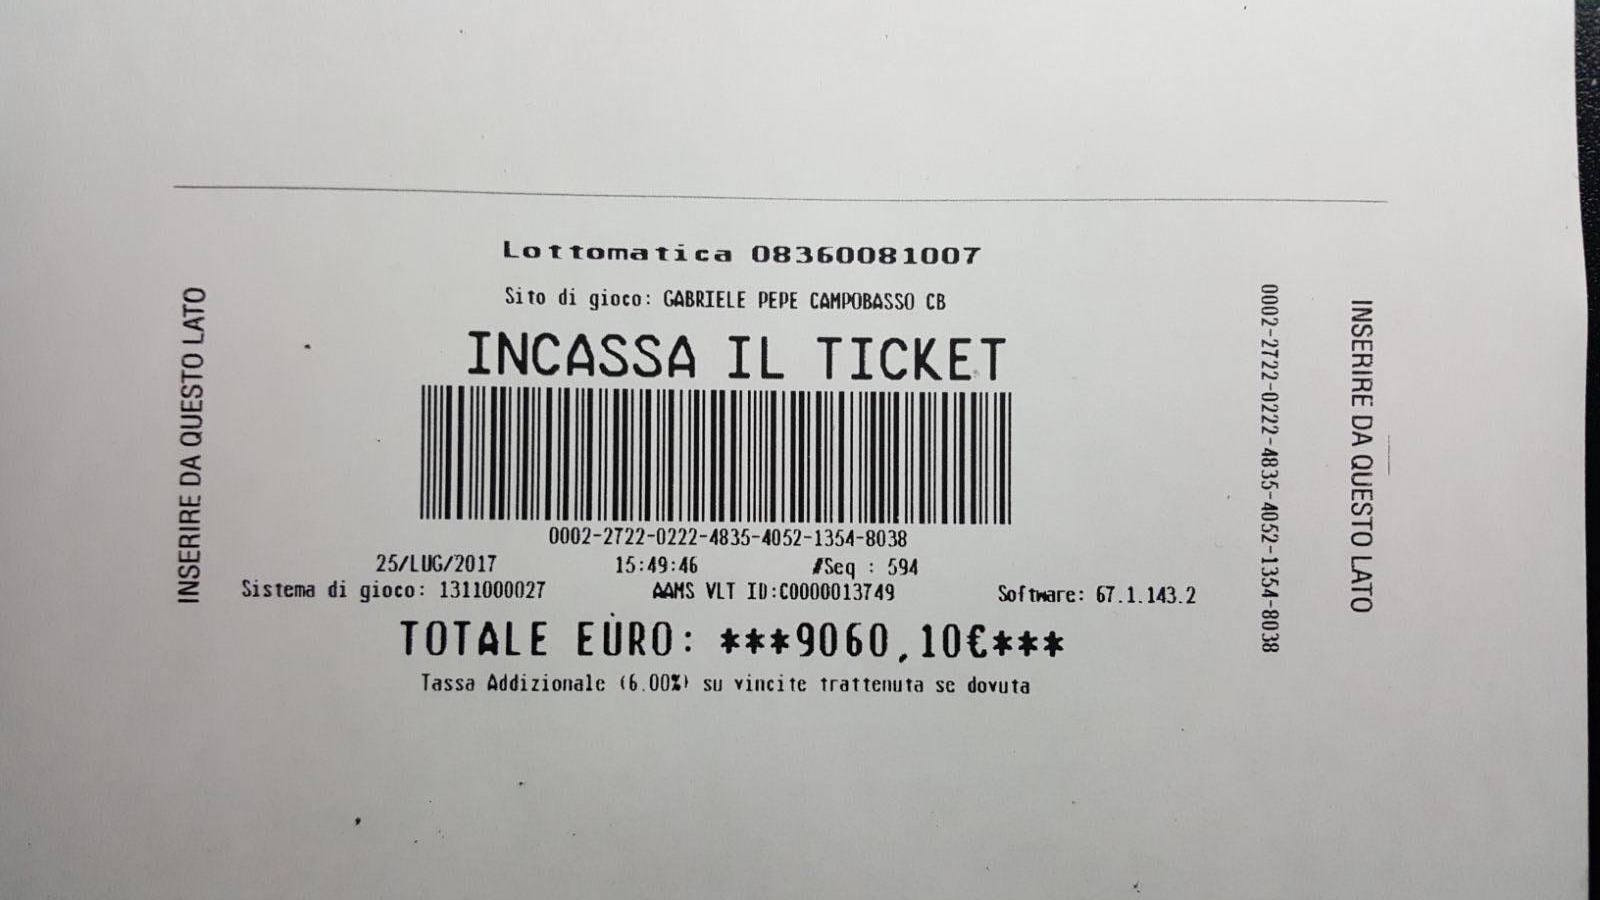 Lottomatica 08360081007
Sito di gioco: GABRIELE PEPE CAMPOBASSO CB
INCASSA IL TICKET
0002-2722-0222-4835-4052-1354-8038
25/LUG/2017 15:49:46 #Seq : 594
Sistema di gioco: 1311000027 AAMS VLT ID:C0000013749 Software: 67.1.143.2
TOTALE EURO: ***9060,10€***
Tassa Addizionale (6.00%) su vincite trattenuta se dovuta
INSERIRE DA QUESTO LATO
0002-2722-0222-4835-4052-1354-8038
INSERIRE DA QUESTO LATO